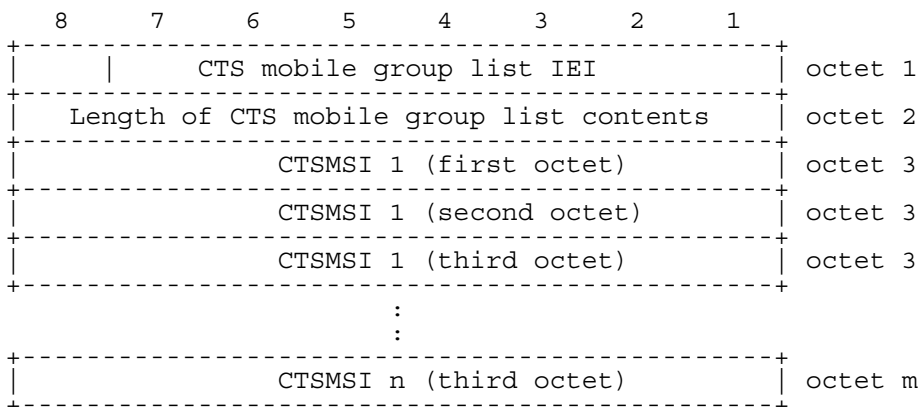 8 7 6 5 4 3 2 1
CTS mobile group list IEI octet 1
Length of CTS mobile group list contents octet 2
CTSMSI 1 (first octet) octet 3
CTSMSI 1 (second octet) octet 3
CTSMSI 1 (third octet) octet 3
:
:
CTSMSI n (third octet) octet m